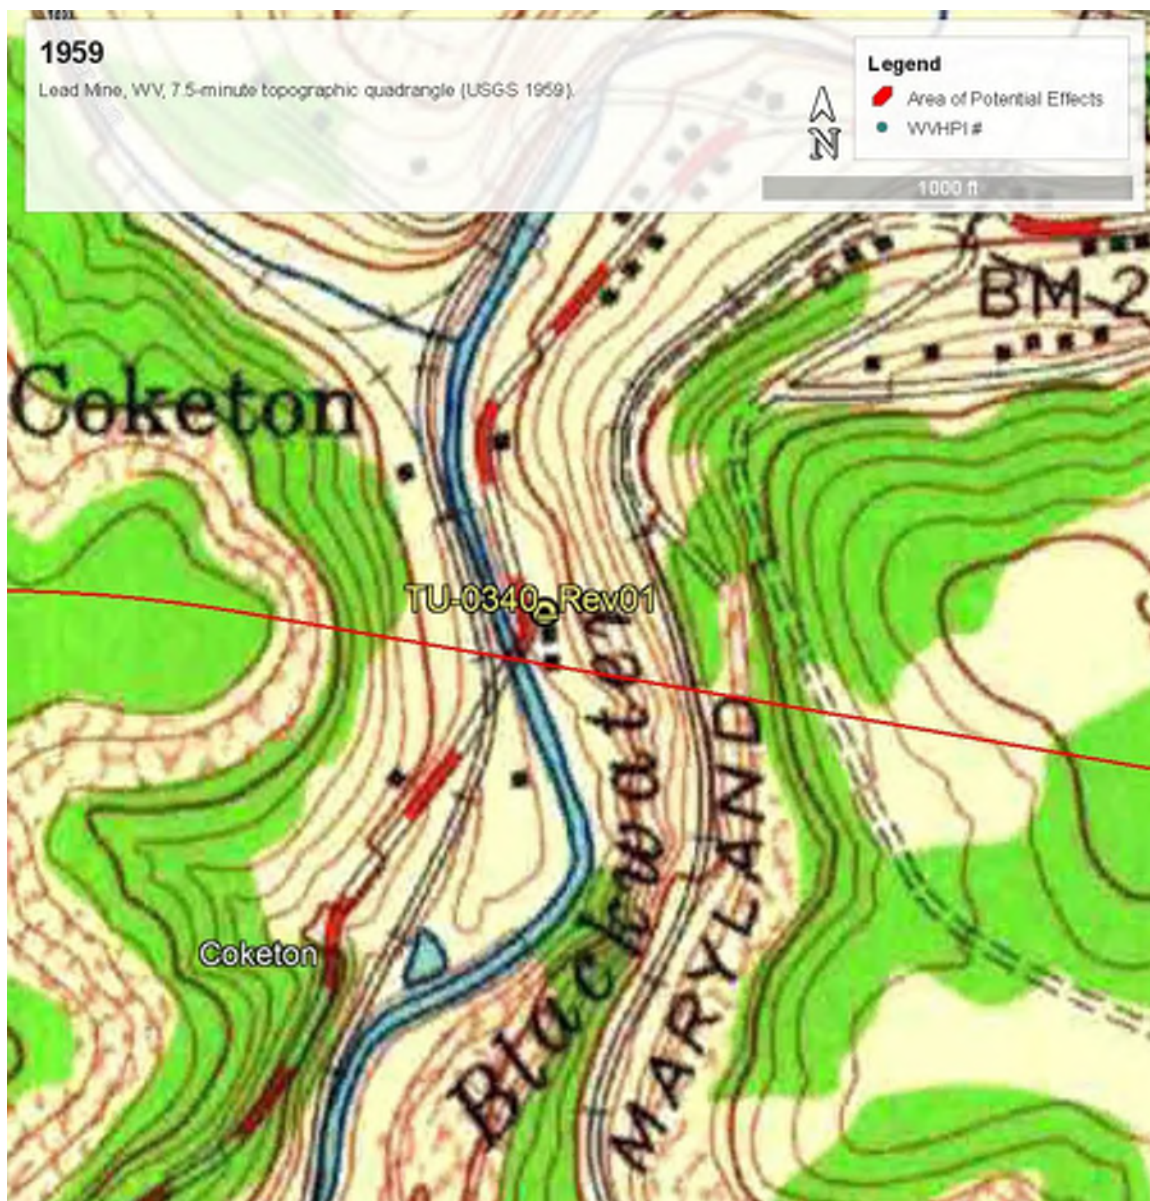 1959
Lead Mine, WV, 7.5-minute topographic quadrangle (USGS 1959).
Legend
Area of Potential Effects
WVHPI #
N
1000 ft
BM 2
Coketon
TU-0340_Rev01
Blackwater
MARYLAND
Coketon